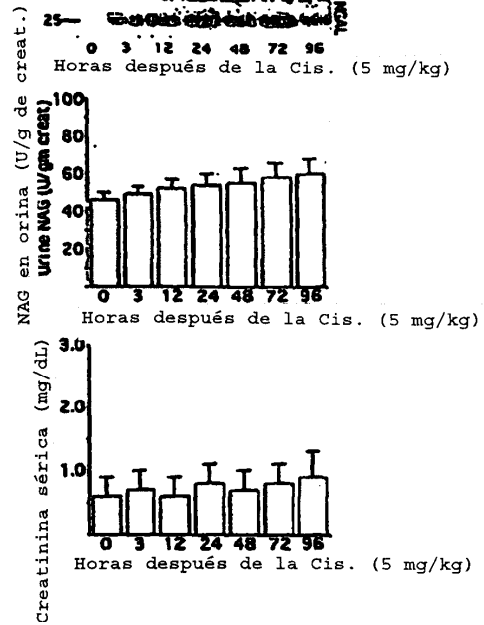 NGAL
25—
0 3 12 24 48 72 96
Horas después de la Cis. (5 mg/kg)
NAG en orina (U/g de creat.)
Urine NAG (U/gm creat)
100
80
60
40
20
0 3 12 24 48 72 96
Horas después de la Cis. (5 mg/kg)
Creatinina sérica (mg/dL)
3.0
2.0
1.0
0 3 12 24 48 72 96
Horas después de la Cis. (5 mg/kg)